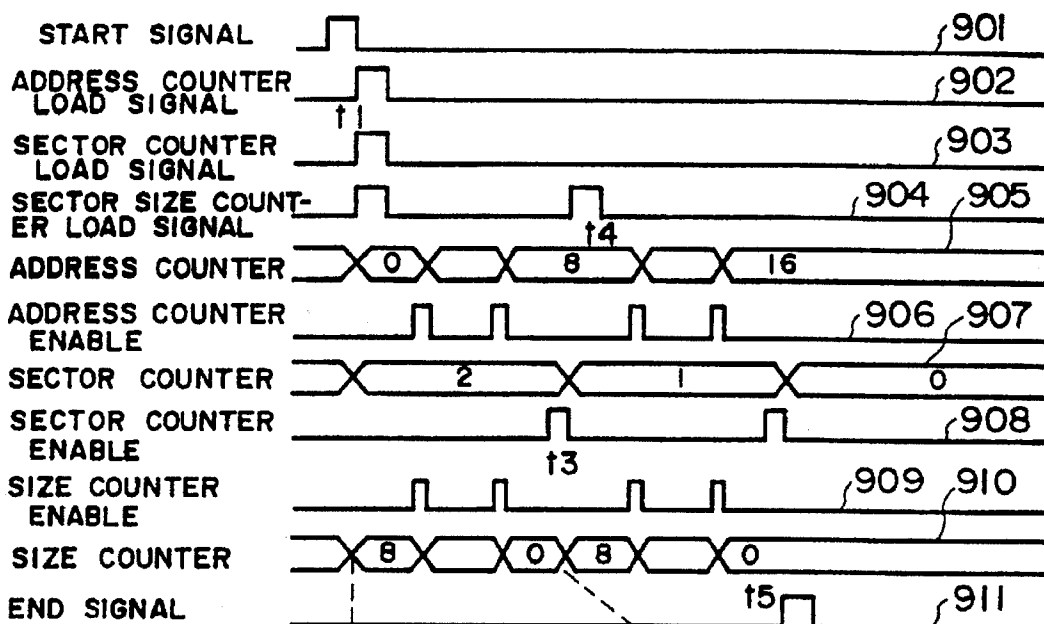 START SIGNAL 901
ADDRESS COUNTER
LOAD SIGNAL 902
t1
SECTOR COUNTER
LOAD SIGNAL 903
SECTOR SIZE COUNT-
ER LOAD SIGNAL 904 905
t4
ADDRESS COUNTER 0 8 16
ADDRESS COUNTER
ENABLE 906 907
SECTOR COUNTER 2 1 0
SECTOR COUNTER
ENABLE 908
t3
SIZE COUNTER
ENABLE 909 910
SIZE COUNTER 8 0 8 0
t5
END SIGNAL 911